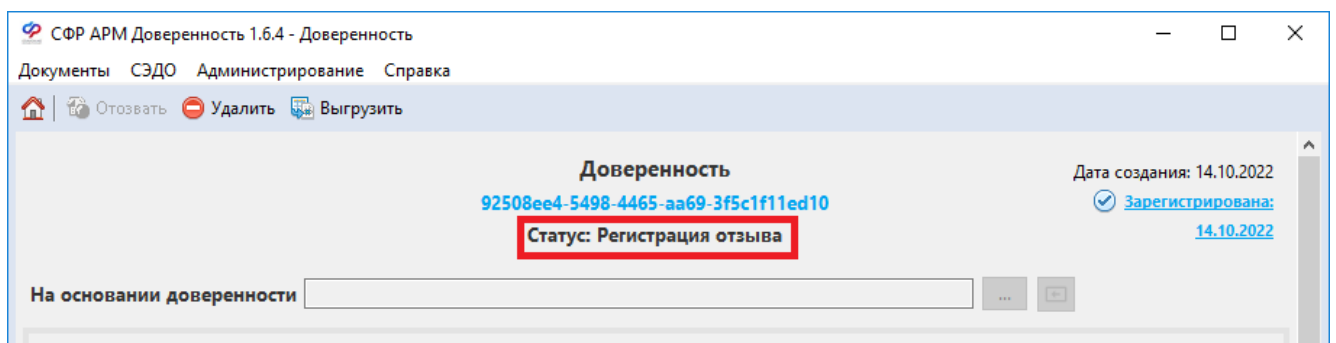 СФР АРМ Доверенность 1.6.4 - Доверенность
Документы СЭДО Администрирование Справка
Отозвать Удалить Выгрузить
Доверенность
Дата создания: 14.10.2022
92508ee4-5498-4465-aa69-3f5c1f11ed10
Зарегистрирована:
Статус: Регистрация отзыва
14.10.2022
На основании доверенности ...